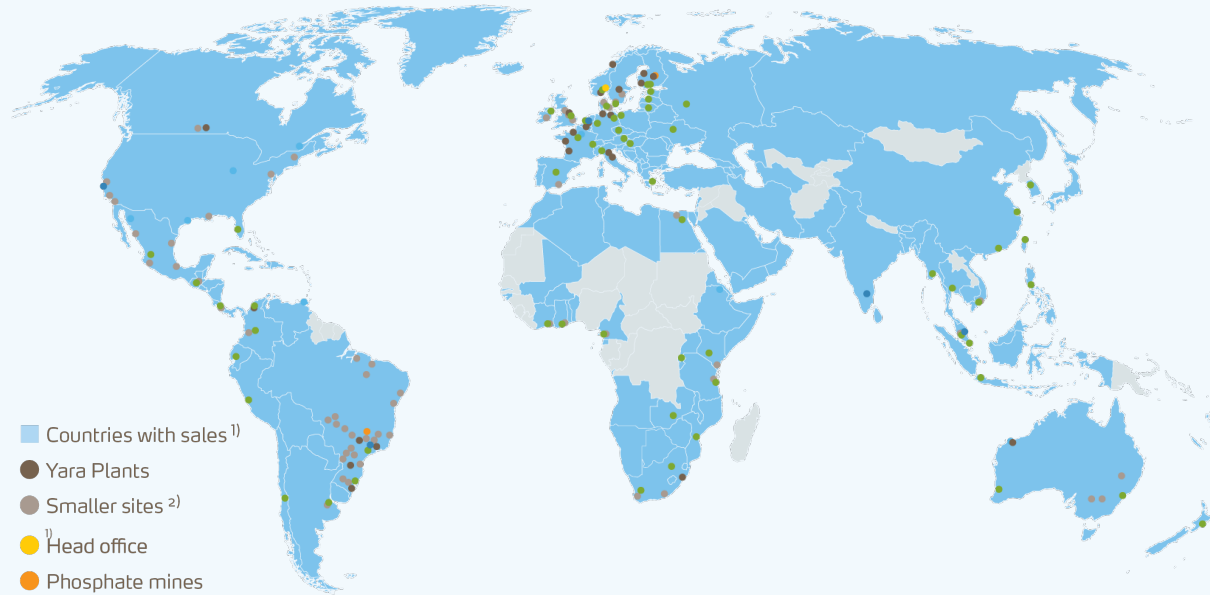 Countries with sales 1)
Yara Plants
Smaller sites 2)
1)
Head office
Phosphate mines